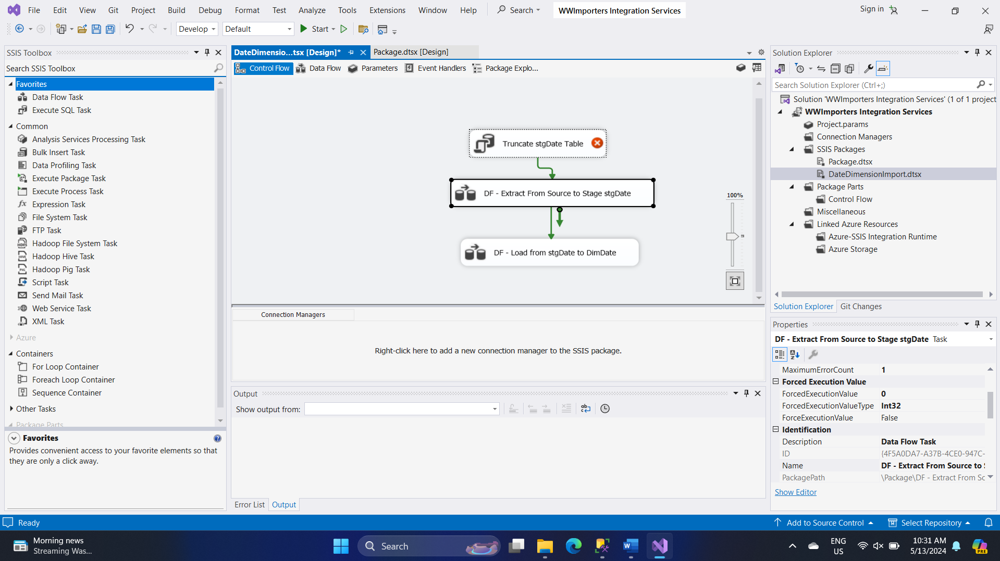 File Edit View Git Project Build Debug Format Test Analyze Tools Extensions Window Help Search WWImporters Integration Services Sign in
Develop Default Start
SSIS Toolbox
Search SSIS Toolbox
Favorites
Data Flow Task
Execute SQL Task
Common
Analysis Services Processing Task
Bulk Insert Task
Data Profiling Task
Execute Package Task
Execute Process Task
Expression Task
File System Task
FTP Task
Hadoop File System Task
Hadoop Hive Task
Hadoop Pig Task
Script Task
Send Mail Task
Web Service Task
XML Task
Azure
Containers
For Loop Container
Foreach Loop Container
Sequence Container
Other Tasks
Package Parts
Favorites
Provides convenient access to your favorite elements so that
they are only a click away.
DateDimensio...tsx [Design]* Package.dtsx [Design]
Control Flow Data Flow Parameters Event Handlers Package Explo...
Truncate stgDate Table
DF - Extract From Source to Stage stgDate
DF - Load from stgDate to DimDate
100%
Connection Managers
Right-click here to add a new connection manager to the SSIS package.
Output
Show output from:
Error List Output
Solution Explorer
Search Solution Explorer (Ctrl+;)
Solution 'WWImporters Integration Services' (1 of 1 project
WWImporters Integration Services
Project.params
Connection Managers
SSIS Packages
Package.dtsx
DateDimensionImport.dtsx
Package Parts
Control Flow
Miscellaneous
Linked Azure Resources
Azure-SSIS Integration Runtime
Azure Storage
Solution Explorer Git Changes
Properties
DF - Extract From Source to Stage stgDate Task
MaximumErrorCount 1
Forced Execution Value
ForcedExecutionValue 0
ForcedExecutionValueType Int32
ForceExecutionValue False
Identification
Description Data Flow Task
ID {4F5A0DA7-A37B-4CE0-947C-
Name DF - Extract From Source to
PackagePath \Package\DF - Extract From Sc
Show Editor
Ready Add to Source Control Select Repository
Morning news
Streaming Was...
Search
ENG
US
10:31 AM
5/13/2024
PRE